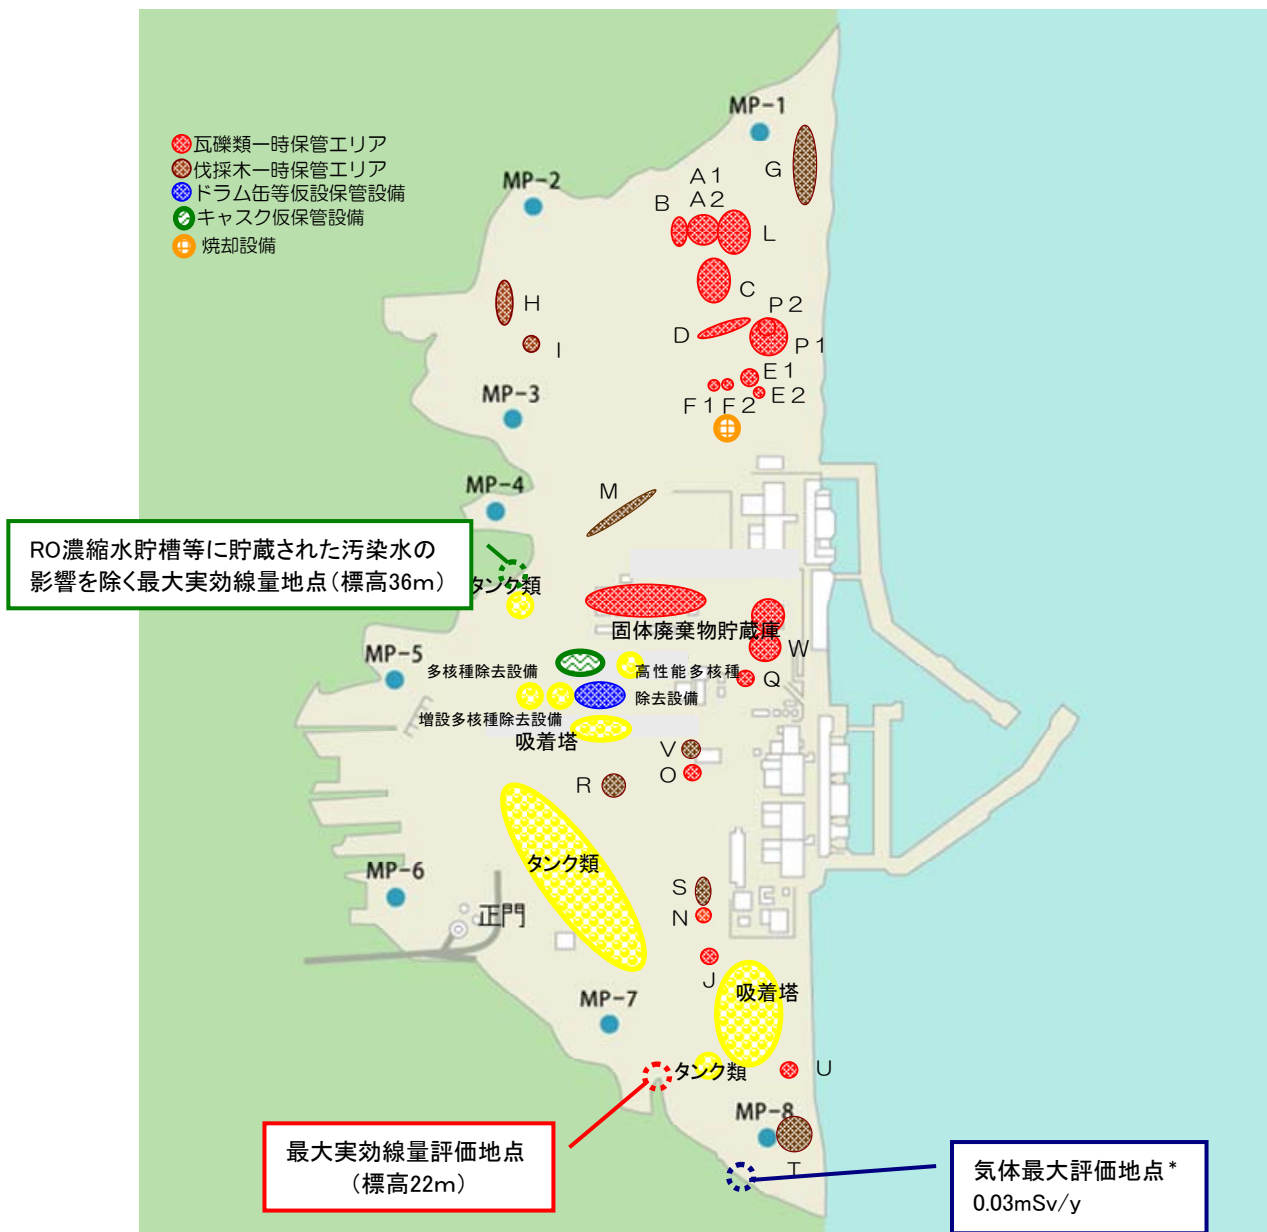 MP-1
瓦礫類一時保管エリア
伐採木一時保管エリア
ドラム缶等仮設保管設備
キャスク仮保管設備
焼却設備
MP-2
G
A1
A2
B
L
C
H
P2
D
P1
I
E1
E2
F1
F2
MP-3
MP-4
M
RO濃縮水貯槽等に貯蔵された汚染水の
影響を除く最大実効線量地点(標高36m)
タンク類
固体廃棄物貯蔵庫
W
MP-5
多核種除去設備
高性能多核種
除去設備
Q
増設多核種除去設備
吸着塔
V
O
R
タンク類
MP-6
正門
S
N
J
吸着塔
MP-7
タンク類
U
MP-8
T
最大実効線量評価地点
(標高22m)
気体最大評価地点*
0.03mSv/y